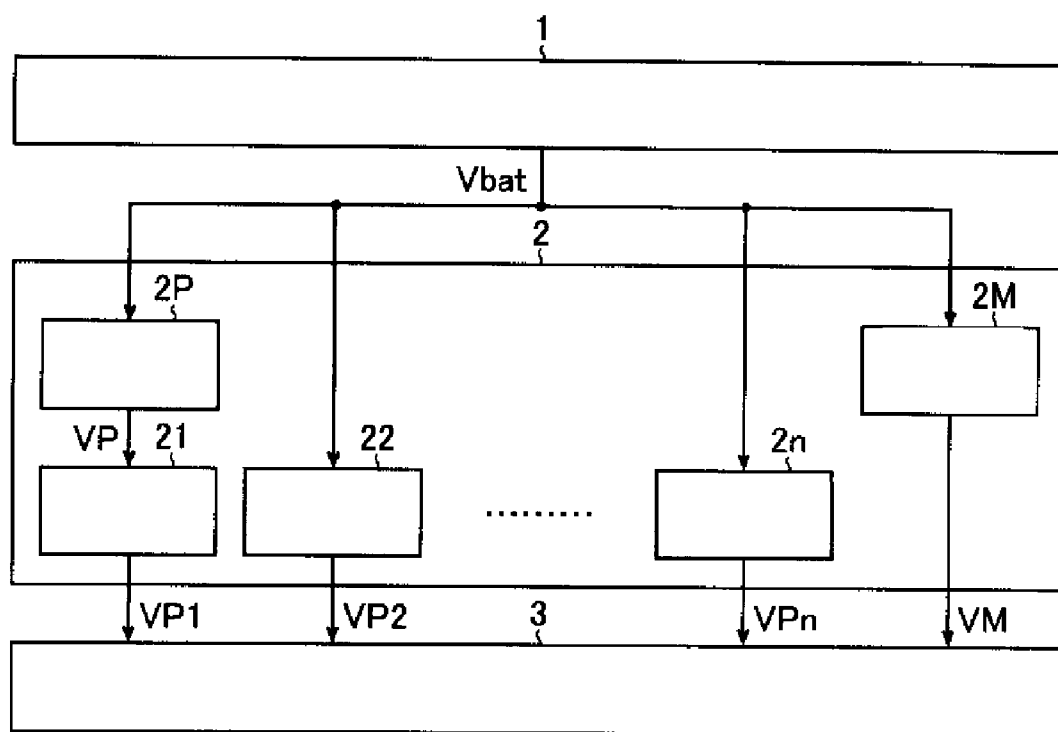 1
Vbat
2
2P
2M
VP
21
22
2n
.........
VP1
VP2
3
VPn
VM